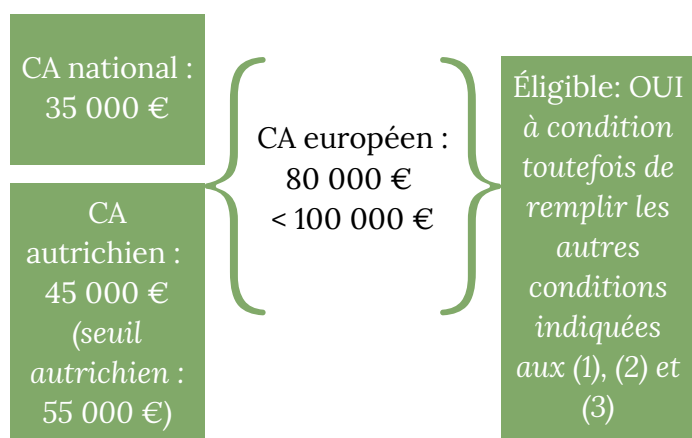 CA national :
35 000 €
CA
autrichien :
45 000 €
(seuil
autrichien :
55 000 €)
CA européen :
80 000 €
< 100 000 €
Éligible: OUI
à condition
toutefois de
remplir les
autres
conditions
indiquées
aux (1), (2) et
(3)